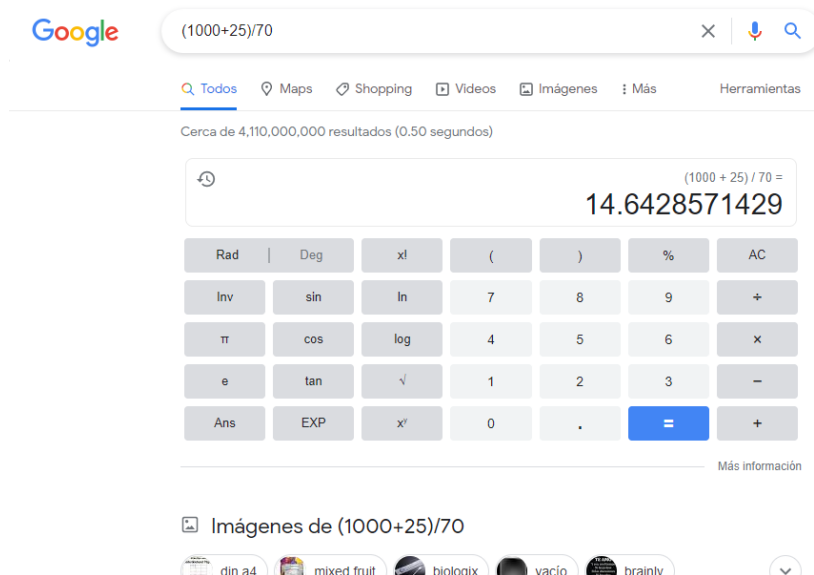 Google
(1000+25)/70
Todos Maps Shopping Videos Imágenes Más Herramientas
Cerca de 4,110,000,000 resultados (0.50 segundos)
(1000 + 25) / 70 =
14.6428571429
Rad | Deg x! ( ) % AC
Inv sin ln 7 8 9 ÷
π cos log 4 5 6 ×
e tan √ 1 2 3 −
Ans EXP xʸ 0 . = +
Más información
Imágenes de (1000+25)/70
din a4 mixed fruit biologix vacío brainly